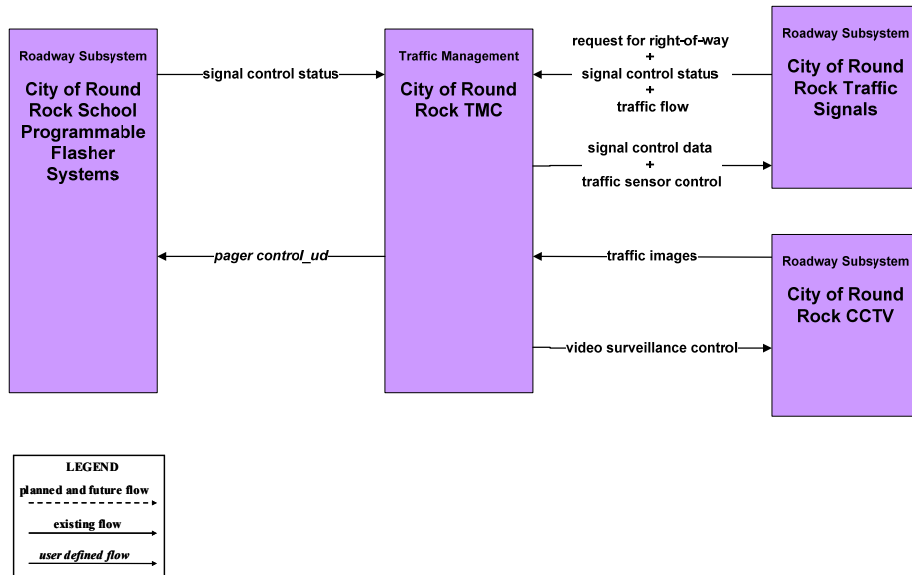 Roadway Subsystem
City of Round
Rock School
Programmable
Flasher
Systems
signal control status
pager control_ud
Traffic Management
City of Round
Rock TMC
request for right-of-way
+
signal control status
+
traffic flow
signal control data
+
traffic sensor control
traffic images
video surveillance control
Roadway Subsystem
City of Round
Rock Traffic
Signals
Roadway Subsystem
City of Round
Rock CCTV
LEGEND
planned and future flow
existing flow
user defined flow